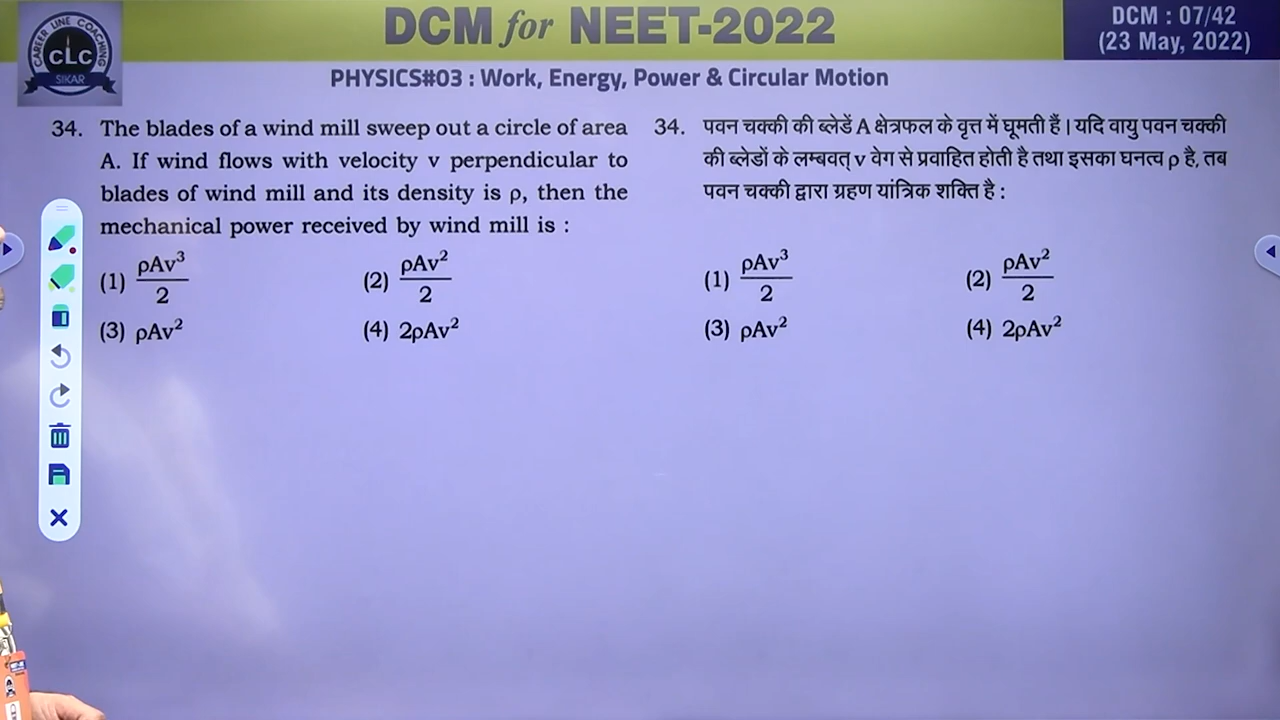 CAREER LINE COACHING
CLC
SIKAR
DCM for NEET-2022
DCM : 07/42
(23 May, 2022)
PHYSICS#03 : Work, Energy, Power & Circular Motion
34. The blades of a wind mill sweep out a circle of area
A. If wind flows with velocity v perpendicular to
blades of wind mill and its density is ρ, then the
mechanical power received by wind mill is :
(1) ρAv³/2 (2) ρAv²/2
(3) ρAv² (4) 2ρAv²
34. पवन चक्की की ब्लेडें A क्षेत्रफल के वृत्त में घूमती हैं। यदि वायु पवन चक्की
की ब्लेडों के लम्बवत् v वेग से प्रवाहित होती है तथा इसका घनत्व ρ है, तब
पवन चक्की द्वारा ग्रहण यांत्रिक शक्ति है :
(1) ρAv³/2 (2) ρAv²/2
(3) ρAv² (4) 2ρAv²